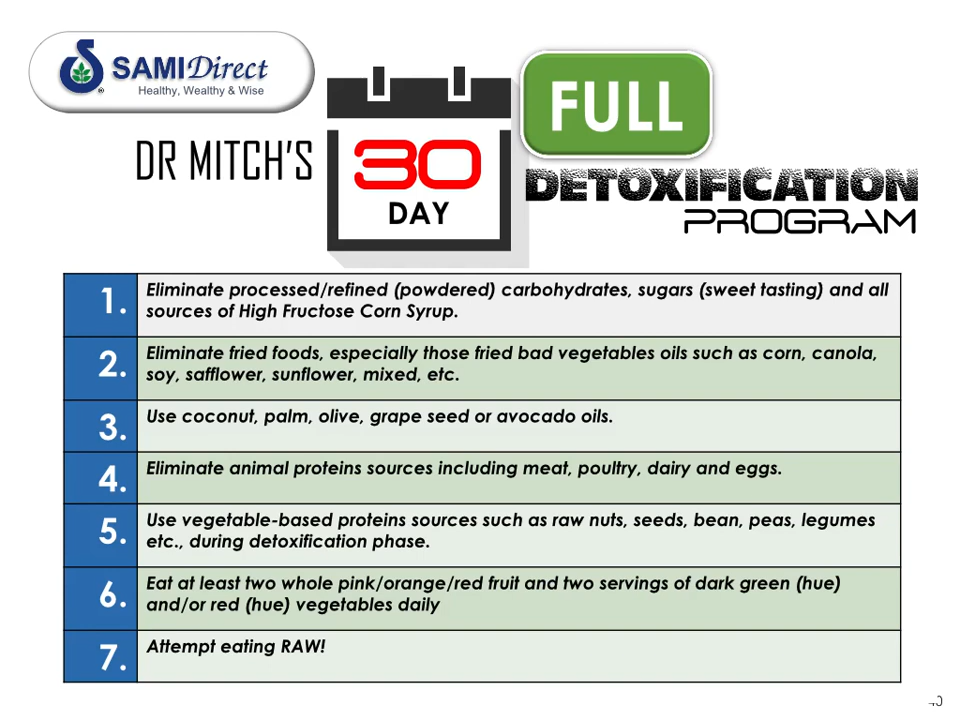 SAMI Direct
Healthy, Wealthy & Wise
DR MITCH'S
30
DAY
FULL
DETOXIFICATION
PROGRAM
1. Eliminate processed/refined (powdered) carbohydrates, sugars (sweet tasting) and all
sources of High Fructose Corn Syrup.
2. Eliminate fried foods, especially those fried bad vegetables oils such as corn, canola,
soy, safflower, sunflower, mixed, etc.
3. Use coconut, palm, olive, grape seed or avocado oils.
4. Eliminate animal proteins sources including meat, poultry, dairy and eggs.
5. Use vegetable-based proteins sources such as raw nuts, seeds, bean, peas, legumes
etc., during detoxification phase.
6. Eat at least two whole pink/orange/red fruit and two servings of dark green (hue)
and/or red (hue) vegetables daily
7. Attempt eating RAW!
40